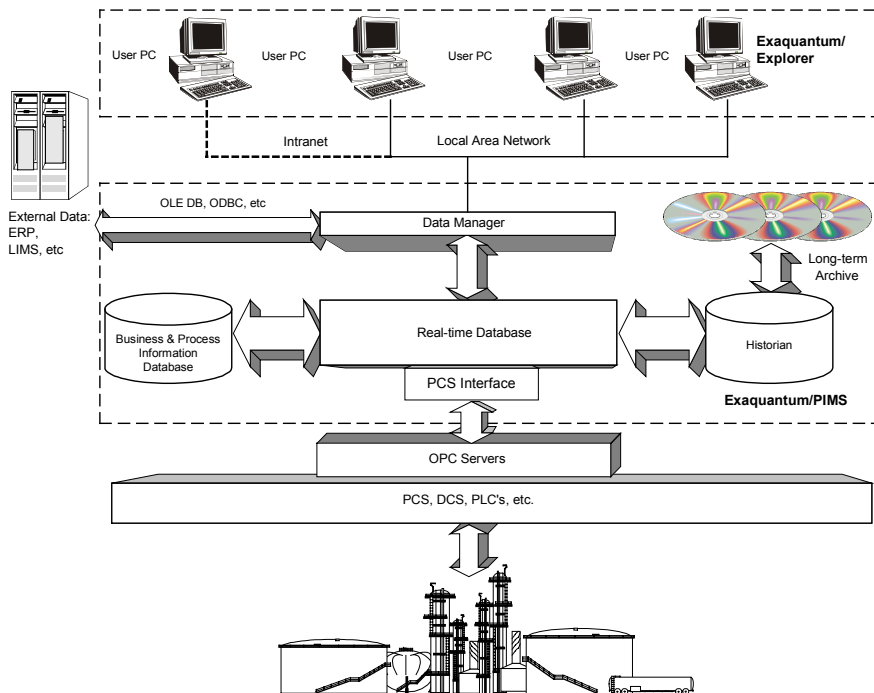 User PC
User PC
User PC
User PC
Exaquantum/
Explorer
Intranet
Local Area Network
External Data:
ERP,
LIMS, etc
OLE DB, ODBC, etc
Data Manager
Long-term
Archive
Business & Process
Information
Database
Real-time Database
Historian
PCS Interface
Exaquantum/PIMS
OPC Servers
PCS, DCS, PLC's, etc.